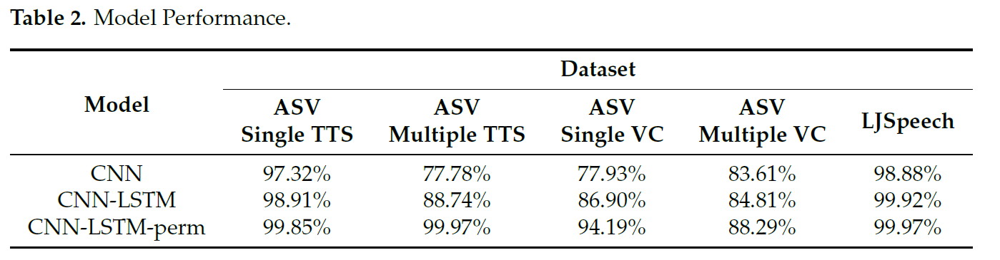 Table 2. Model Performance.
Dataset
Model
ASV ASV ASV ASV LJSpeech
Single TTS Multiple TTS Single VC Multiple VC
CNN 97.32% 77.78% 77.93% 83.61% 98.88%
CNN-LSTM 98.91% 88.74% 86.90% 84.81% 99.92%
CNN-LSTM-perm 99.85% 99.97% 94.19% 88.29% 99.97%